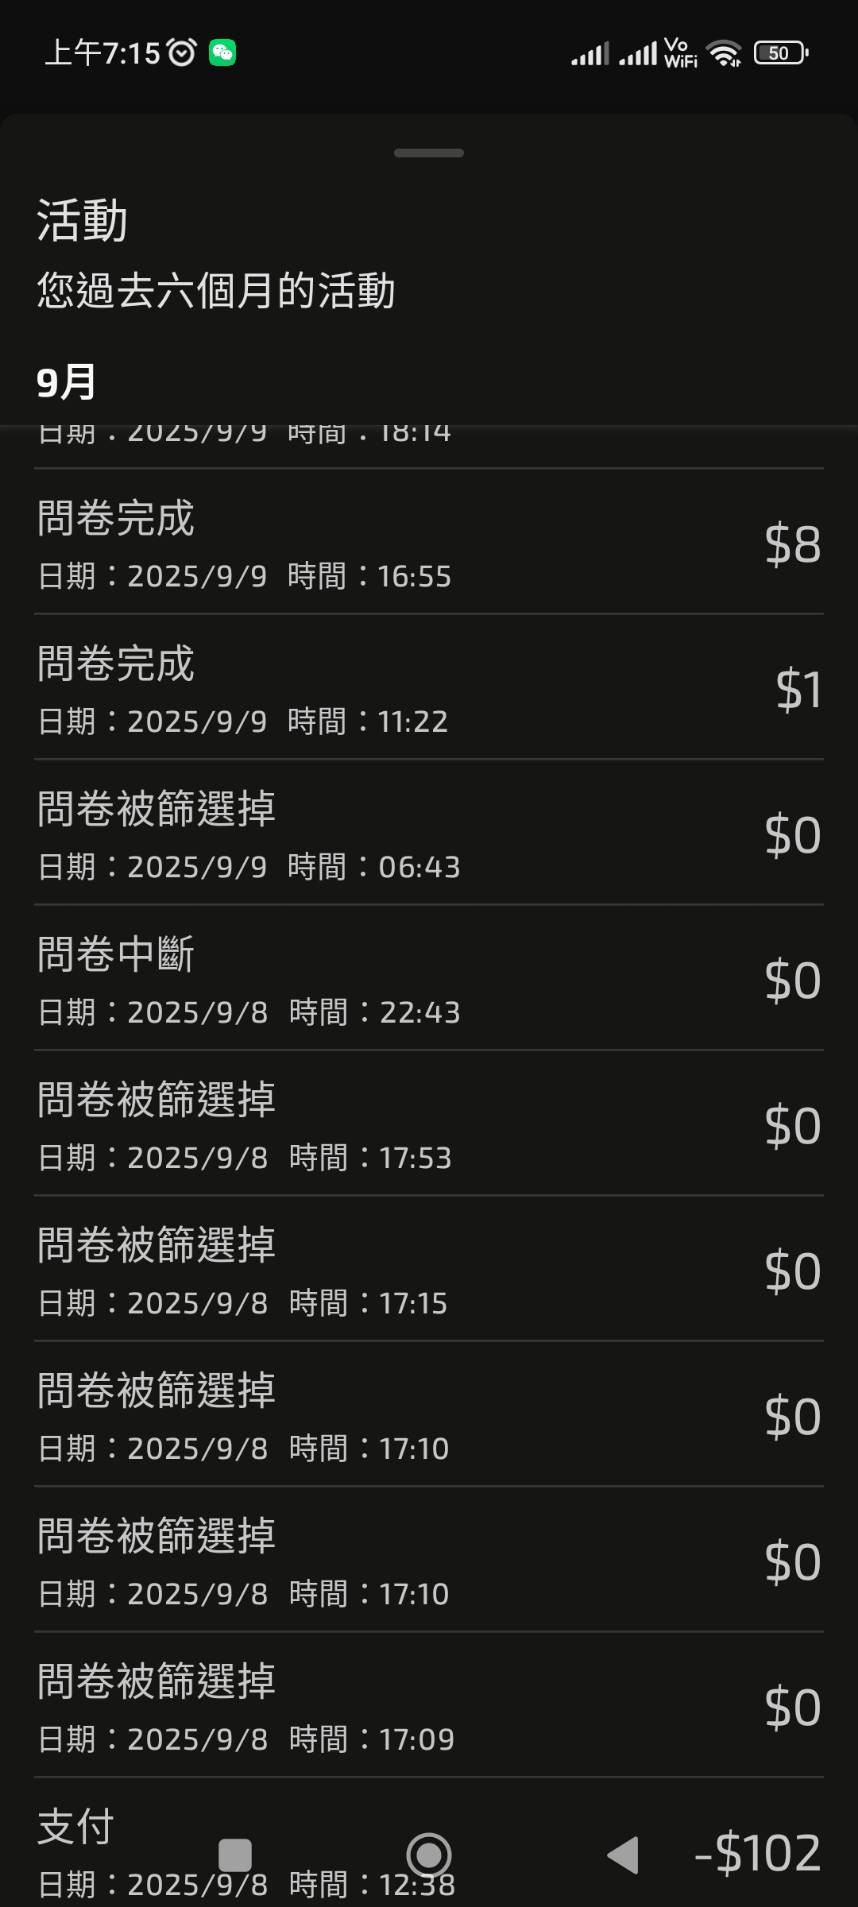 上午7:15
Vo
WiFi
50
活動
您過去六個月的活動
9月
日期：2025/9/9 時間：18:14
問卷完成
$8
日期：2025/9/9 時間：16:55
問卷完成
$1
日期：2025/9/9 時間：11:22
問卷被篩選掉
$0
日期：2025/9/9 時間：06:43
問卷中斷
$0
日期：2025/9/8 時間：22:43
問卷被篩選掉
$0
日期：2025/9/8 時間：17:53
問卷被篩選掉
$0
日期：2025/9/8 時間：17:15
問卷被篩選掉
$0
日期：2025/9/8 時間：17:10
問卷被篩選掉
$0
日期：2025/9/8 時間：17:10
問卷被篩選掉
$0
日期：2025/9/8 時間：17:09
支付
-$102
日期：2025/9/8 時間：12:38